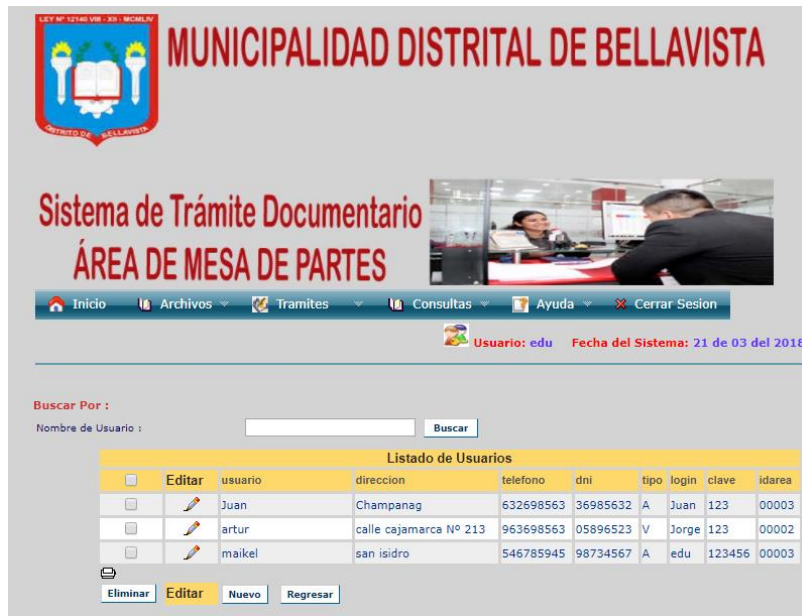 LEY Nº 12140 VIII - XII - MCMLIV
DISTRITO DE - BELLAVISTA
MUNICIPALIDAD DISTRITAL DE BELLAVISTA
Sistema de Trámite Documentario
ÁREA DE MESA DE PARTES
Inicio Archivos Tramites Consultas Ayuda Cerrar Sesion
Usuario: edu Fecha del Sistema: 21 de 03 del 2018
Buscar Por :
Nombre de Usuario : Buscar
Listado de Usuarios
Editar usuario direccion telefono dni tipo login clave idarea
Juan Champanag 632698563 36985632 A Juan 123 00003
artur calle cajamarca Nº 213 963698563 05896523 V Jorge 123 00002
maikel san isidro 546785945 98734567 A edu 123456 00003
Eliminar Editar Nuevo Regresar